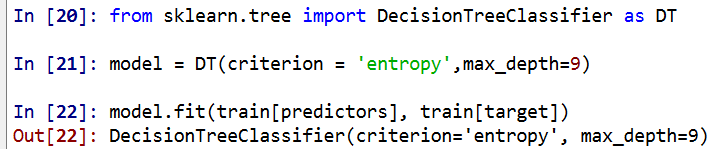 In [20]: from sklearn.tree import DecisionTreeClassifier as DT
In [21]: model = DT(criterion = 'entropy',max_depth=9)
In [22]: model.fit(train[predictors], train[target])
Out[22]: DecisionTreeClassifier(criterion='entropy', max_depth=9)